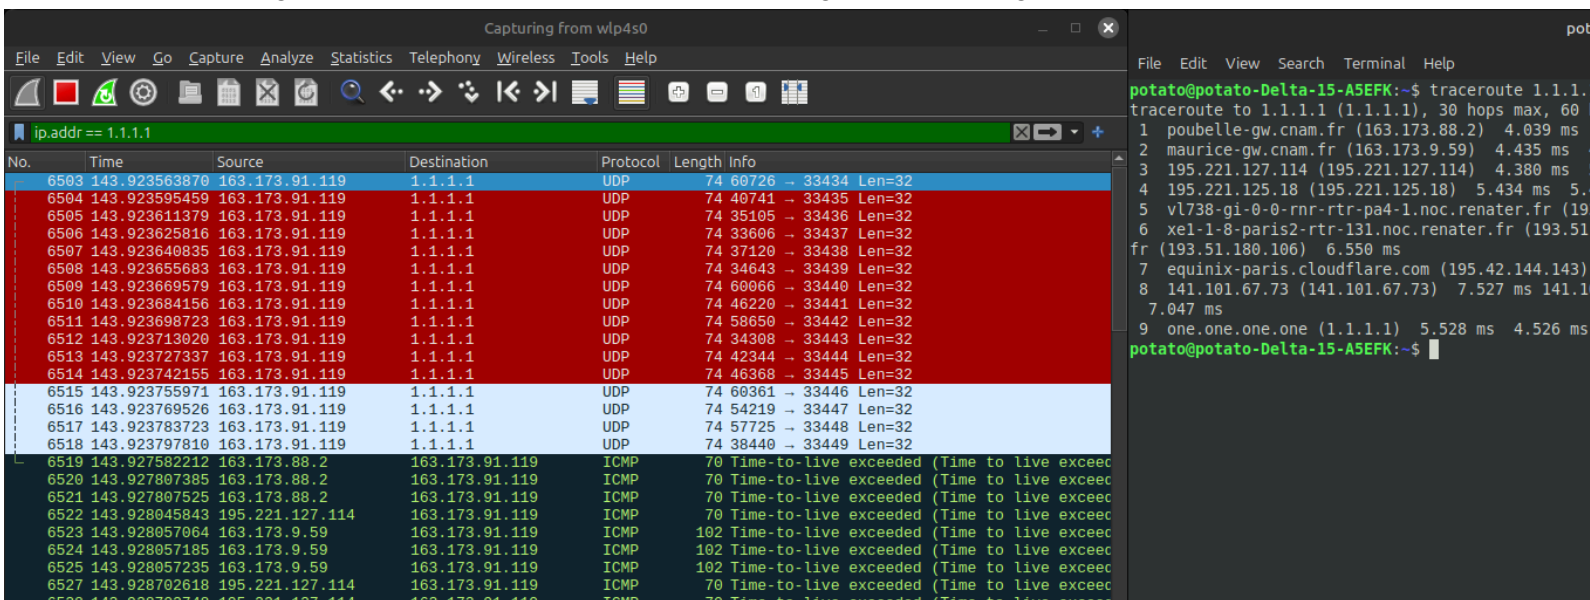 Capturing from wlp4s0
File Edit View Go Capture Analyze Statistics Telephony Wireless Tools Help
ip.addr == 1.1.1.1
No. Time Source Destination Protocol Length Info
6503 143.923563870 163.173.91.119 1.1.1.1 UDP 74 60726 → 33434 Len=32
6504 143.923595459 163.173.91.119 1.1.1.1 UDP 74 40741 → 33435 Len=32
6505 143.923611379 163.173.91.119 1.1.1.1 UDP 74 35105 → 33436 Len=32
6506 143.923625816 163.173.91.119 1.1.1.1 UDP 74 33606 → 33437 Len=32
6507 143.923640835 163.173.91.119 1.1.1.1 UDP 74 37120 → 33438 Len=32
6508 143.923655683 163.173.91.119 1.1.1.1 UDP 74 34643 → 33439 Len=32
6509 143.923669579 163.173.91.119 1.1.1.1 UDP 74 60066 → 33440 Len=32
6510 143.923684156 163.173.91.119 1.1.1.1 UDP 74 46220 → 33441 Len=32
6511 143.923698723 163.173.91.119 1.1.1.1 UDP 74 58650 → 33442 Len=32
6512 143.923713020 163.173.91.119 1.1.1.1 UDP 74 34308 → 33443 Len=32
6513 143.923727337 163.173.91.119 1.1.1.1 UDP 74 42344 → 33444 Len=32
6514 143.923742155 163.173.91.119 1.1.1.1 UDP 74 46368 → 33445 Len=32
6515 143.923755971 163.173.91.119 1.1.1.1 UDP 74 60361 → 33446 Len=32
6516 143.923769526 163.173.91.119 1.1.1.1 UDP 74 54219 → 33447 Len=32
6517 143.923783723 163.173.91.119 1.1.1.1 UDP 74 57725 → 33448 Len=32
6518 143.923797810 163.173.91.119 1.1.1.1 UDP 74 38440 → 33449 Len=32
6519 143.927582212 163.173.88.2 163.173.91.119 ICMP 70 Time-to-live exceeded (Time to live exceed
6520 143.927807385 163.173.88.2 163.173.91.119 ICMP 70 Time-to-live exceeded (Time to live exceed
6521 143.927807525 163.173.88.2 163.173.91.119 ICMP 70 Time-to-live exceeded (Time to live exceed
6522 143.928045843 195.221.127.114 163.173.91.119 ICMP 70 Time-to-live exceeded (Time to live exceed
6523 143.928057064 163.173.9.59 163.173.91.119 ICMP 102 Time-to-live exceeded (Time to live exceed
6524 143.928057185 163.173.9.59 163.173.91.119 ICMP 102 Time-to-live exceeded (Time to live exceed
6525 143.928057235 163.173.9.59 163.173.91.119 ICMP 102 Time-to-live exceeded (Time to live exceed
6527 143.928702618 195.221.127.114 163.173.91.119 ICMP 70 Time-to-live exceeded (Time to live exceed
pot
File Edit View Search Terminal Help
potato@potato-Delta-15-A5EFK:~$ traceroute 1.1.1.
traceroute to 1.1.1.1 (1.1.1.1), 30 hops max, 60
1 poubelle-gw.cnam.fr (163.173.88.2) 4.039 ms
2 maurice-gw.cnam.fr (163.173.9.59) 4.435 ms
3 195.221.127.114 (195.221.127.114) 4.380 ms
4 195.221.125.18 (195.221.125.18) 5.434 ms 5.
5 vl738-gi-0-0-rnr-rtr-pa4-1.noc.renater.fr (19
6 xe1-1-8-paris2-rtr-131.noc.renater.fr (193.51
fr (193.51.180.106) 6.550 ms
7 equinix-paris.cloudflare.com (195.42.144.143)
8 141.101.67.73 (141.101.67.73) 7.527 ms 141.1
7.047 ms
9 one.one.one.one (1.1.1.1) 5.528 ms 4.526 ms
potato@potato-Delta-15-A5EFK:~$